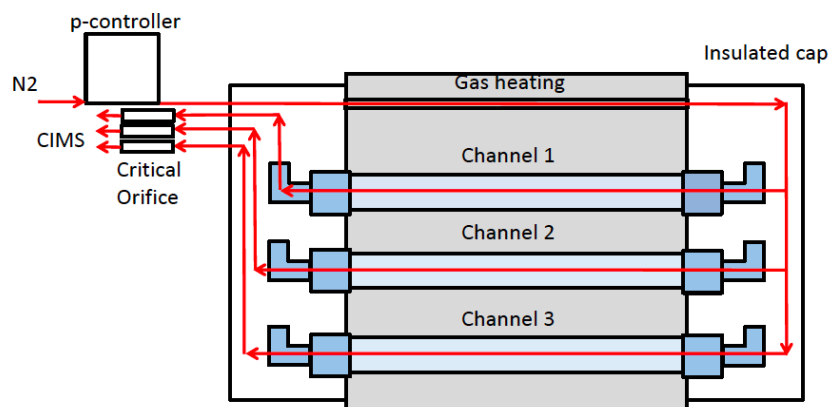 p-controller
Insulated cap
N2
Gas heating
CIMS
Critical
Orifice
Channel 1
Channel 2
Channel 3